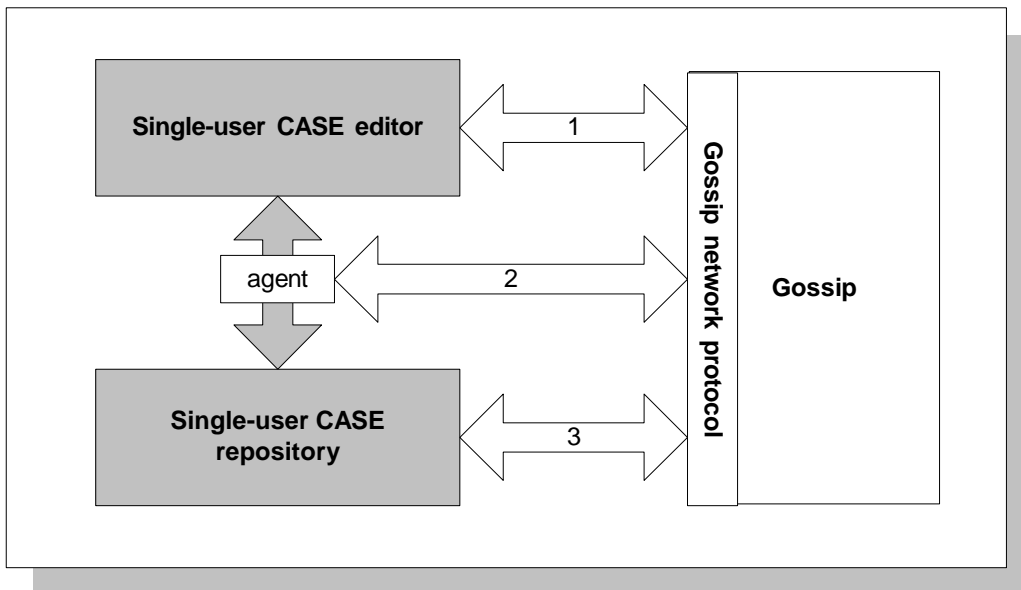 Single-user CASE editor
1
agent
2
Gossip network protocol
Gossip
Single-user CASE
repository
3